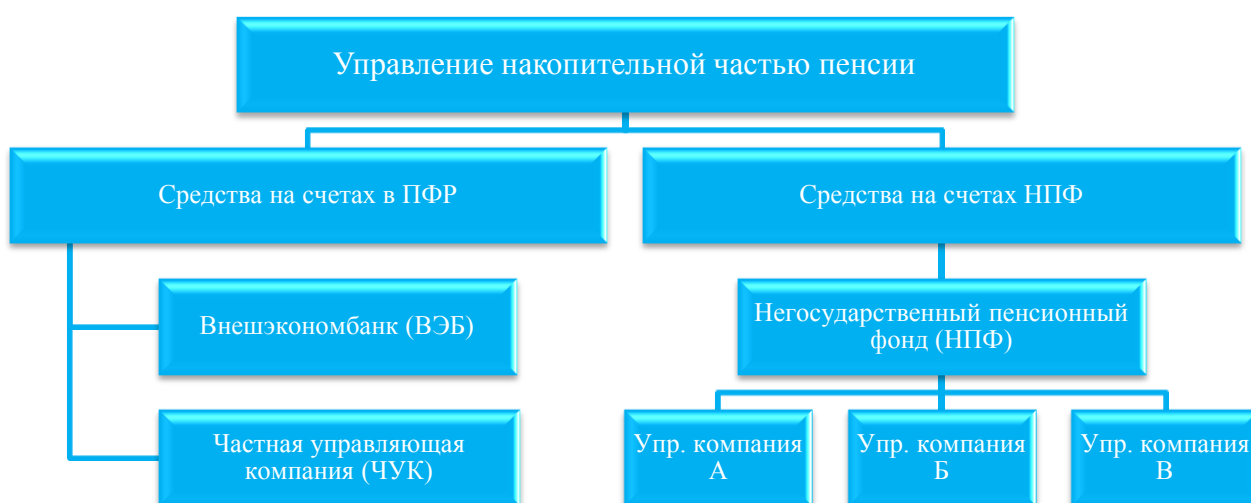 Управление накопительной частью пенсии
Средства на счетах в ПФР
Средства на счетах НПФ
Внешэкономбанк (ВЭБ)
Негосударственный пенсионный
фонд (НПФ)
Частная управляющая
компания (ЧУК)
Упр. компания
А
Упр. компания
Б
Упр. компания
В